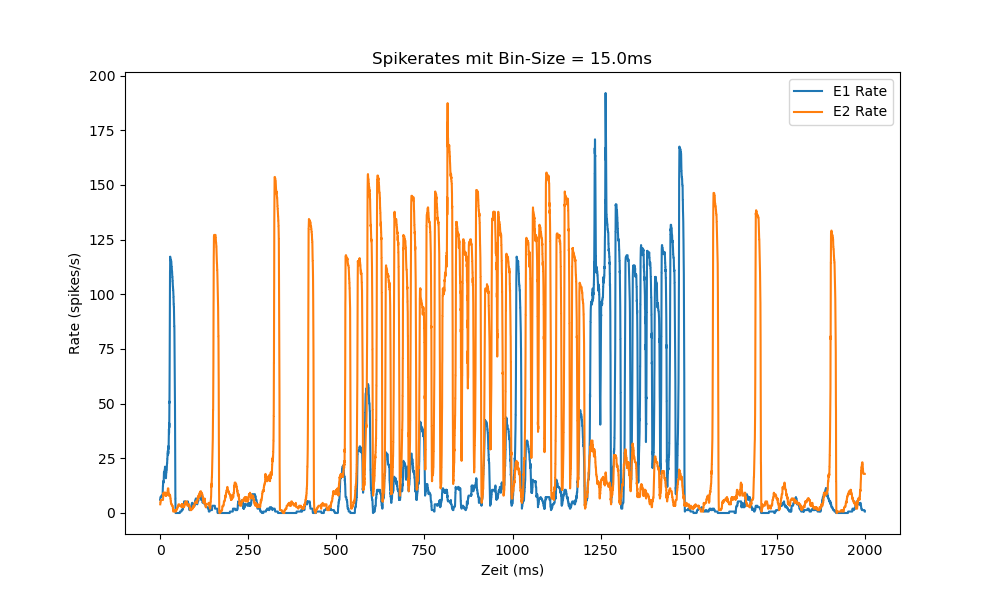 Spikerates mit Bin-Size = 15.0ms
E1 Rate
E2 Rate
Rate (spikes/s)
200
175
150
125
100
75
50
25
0
0 250 500 750 1000 1250 1500 1750 2000
Zeit (ms)